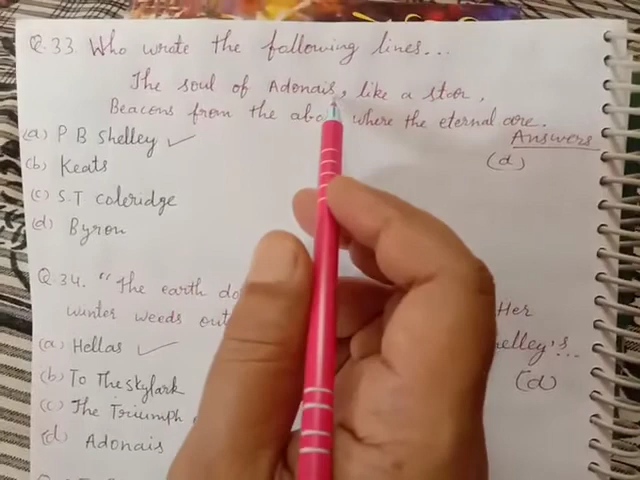 Q.33. Who wrote the following lines...
The soul of Adonais, like a star,
Beacons from the abo where the eternal are.
Answers
(a) P B Shelley ✓ (d)
(b) Keats
(c) S.T Coleridge
(d) Byron
Q.34. "The earth do Her
winter weeds out elley's...
(a) Hellas ✓
(b) To The skylark (d)
(c) The Triumph
(d) Adonais